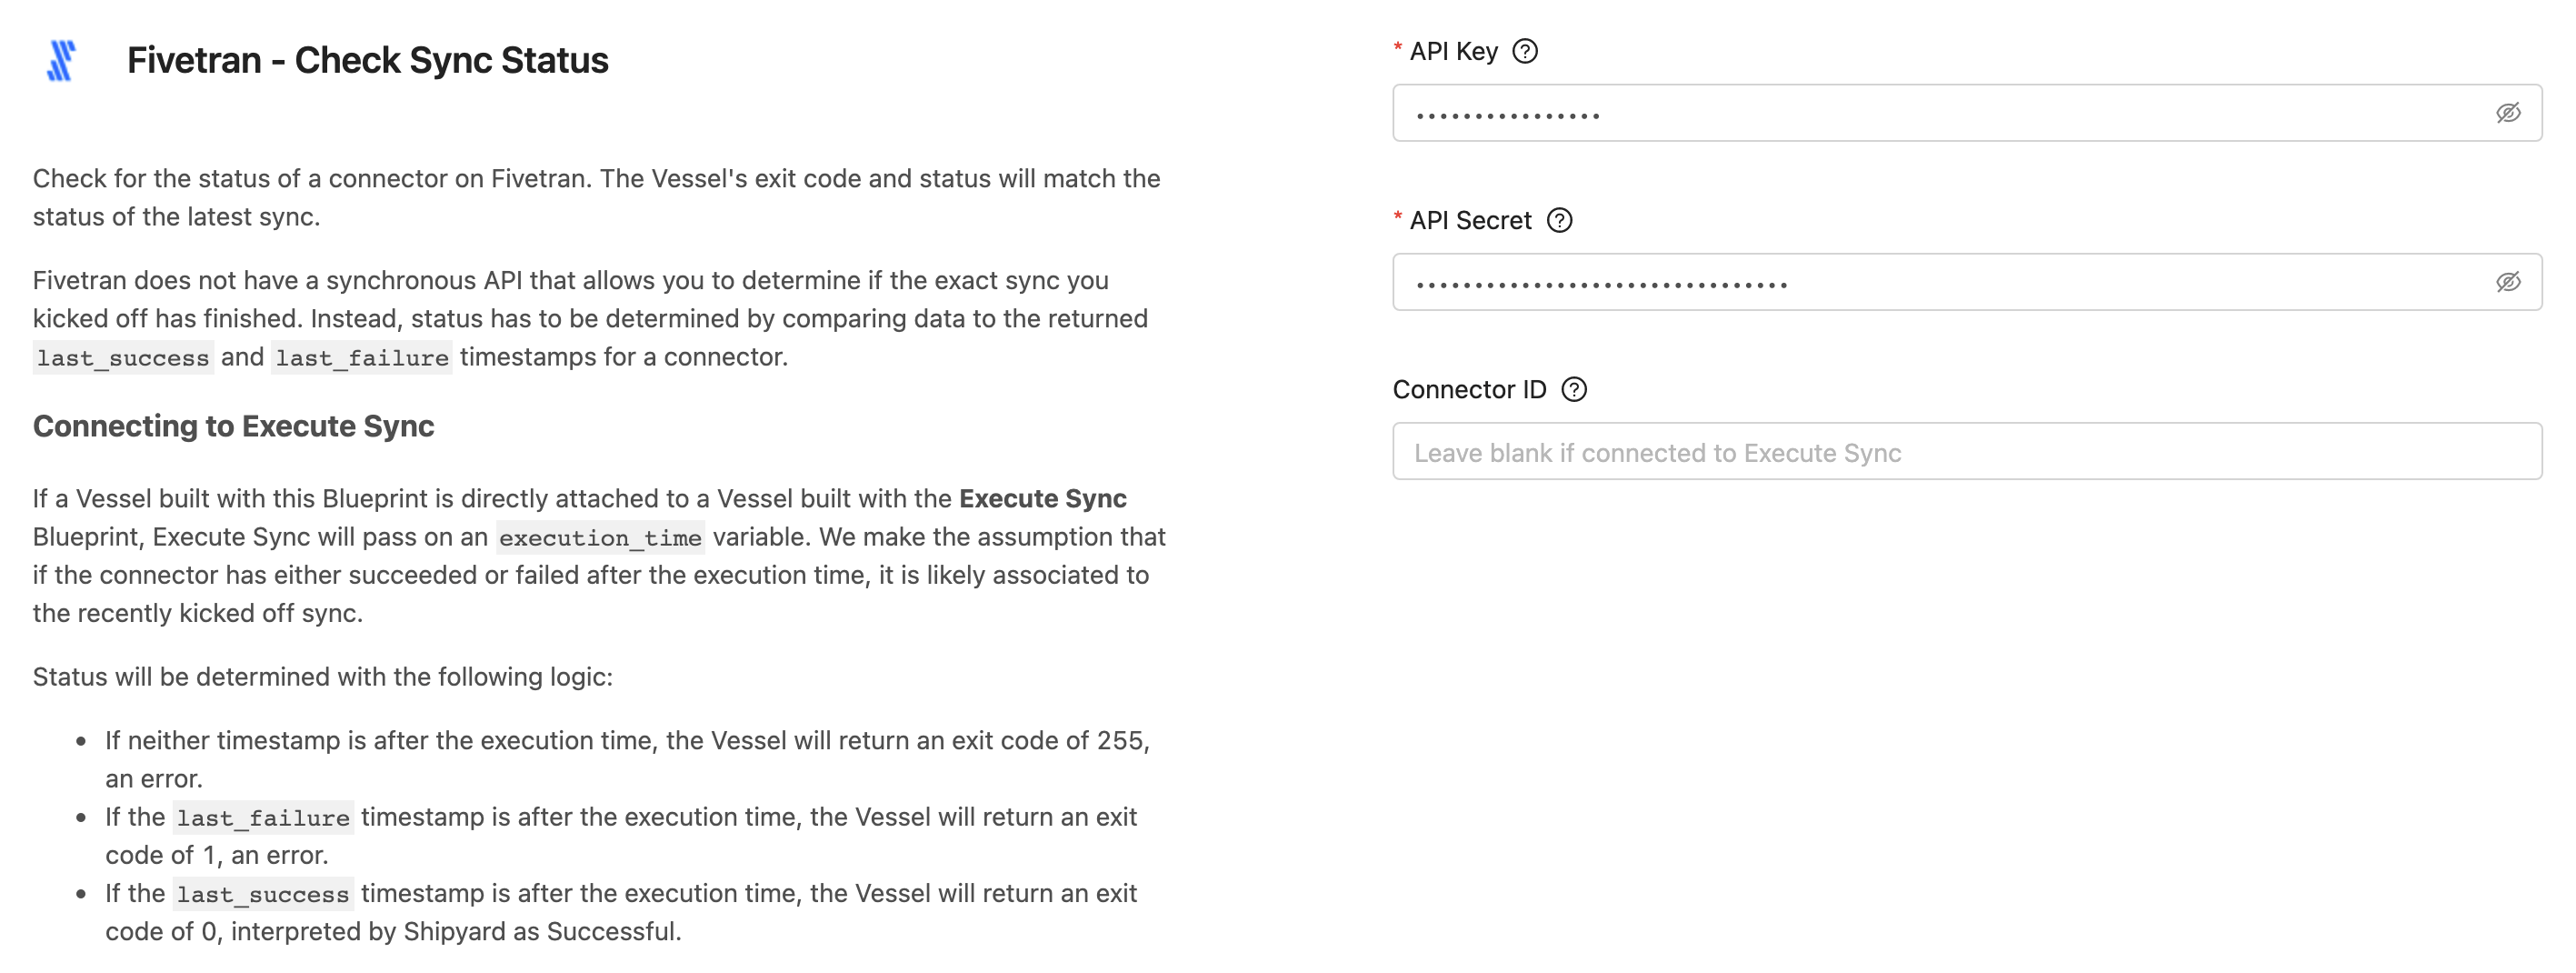 Fivetran - Check Sync Status
Check for the status of a connector on Fivetran. The Vessel's exit code and status will match the
status of the latest sync.
Fivetran does not have a synchronous API that allows you to determine if the exact sync you
kicked off has finished. Instead, status has to be determined by comparing data to the returned
last_success and last_failure timestamps for a connector.
Connecting to Execute Sync
If a Vessel built with this Blueprint is directly attached to a Vessel built with the Execute Sync
Blueprint, Execute Sync will pass on an execution_time variable. We make the assumption that
if the connector has either succeeded or failed after the execution time, it is likely associated to
the recently kicked off sync.
Status will be determined with the following logic:
• If neither timestamp is after the execution time, the Vessel will return an exit code of 255,
an error.
• If the last_failure timestamp is after the execution time, the Vessel will return an exit
code of 1, an error.
• If the last_success timestamp is after the execution time, the Vessel will return an exit
code of 0, interpreted by Shipyard as Successful.
* API Key ?
••••••••••••••••
* API Secret ?
••••••••••••••••••••••••••••••••
Connector ID ?
Leave blank if connected to Execute Sync